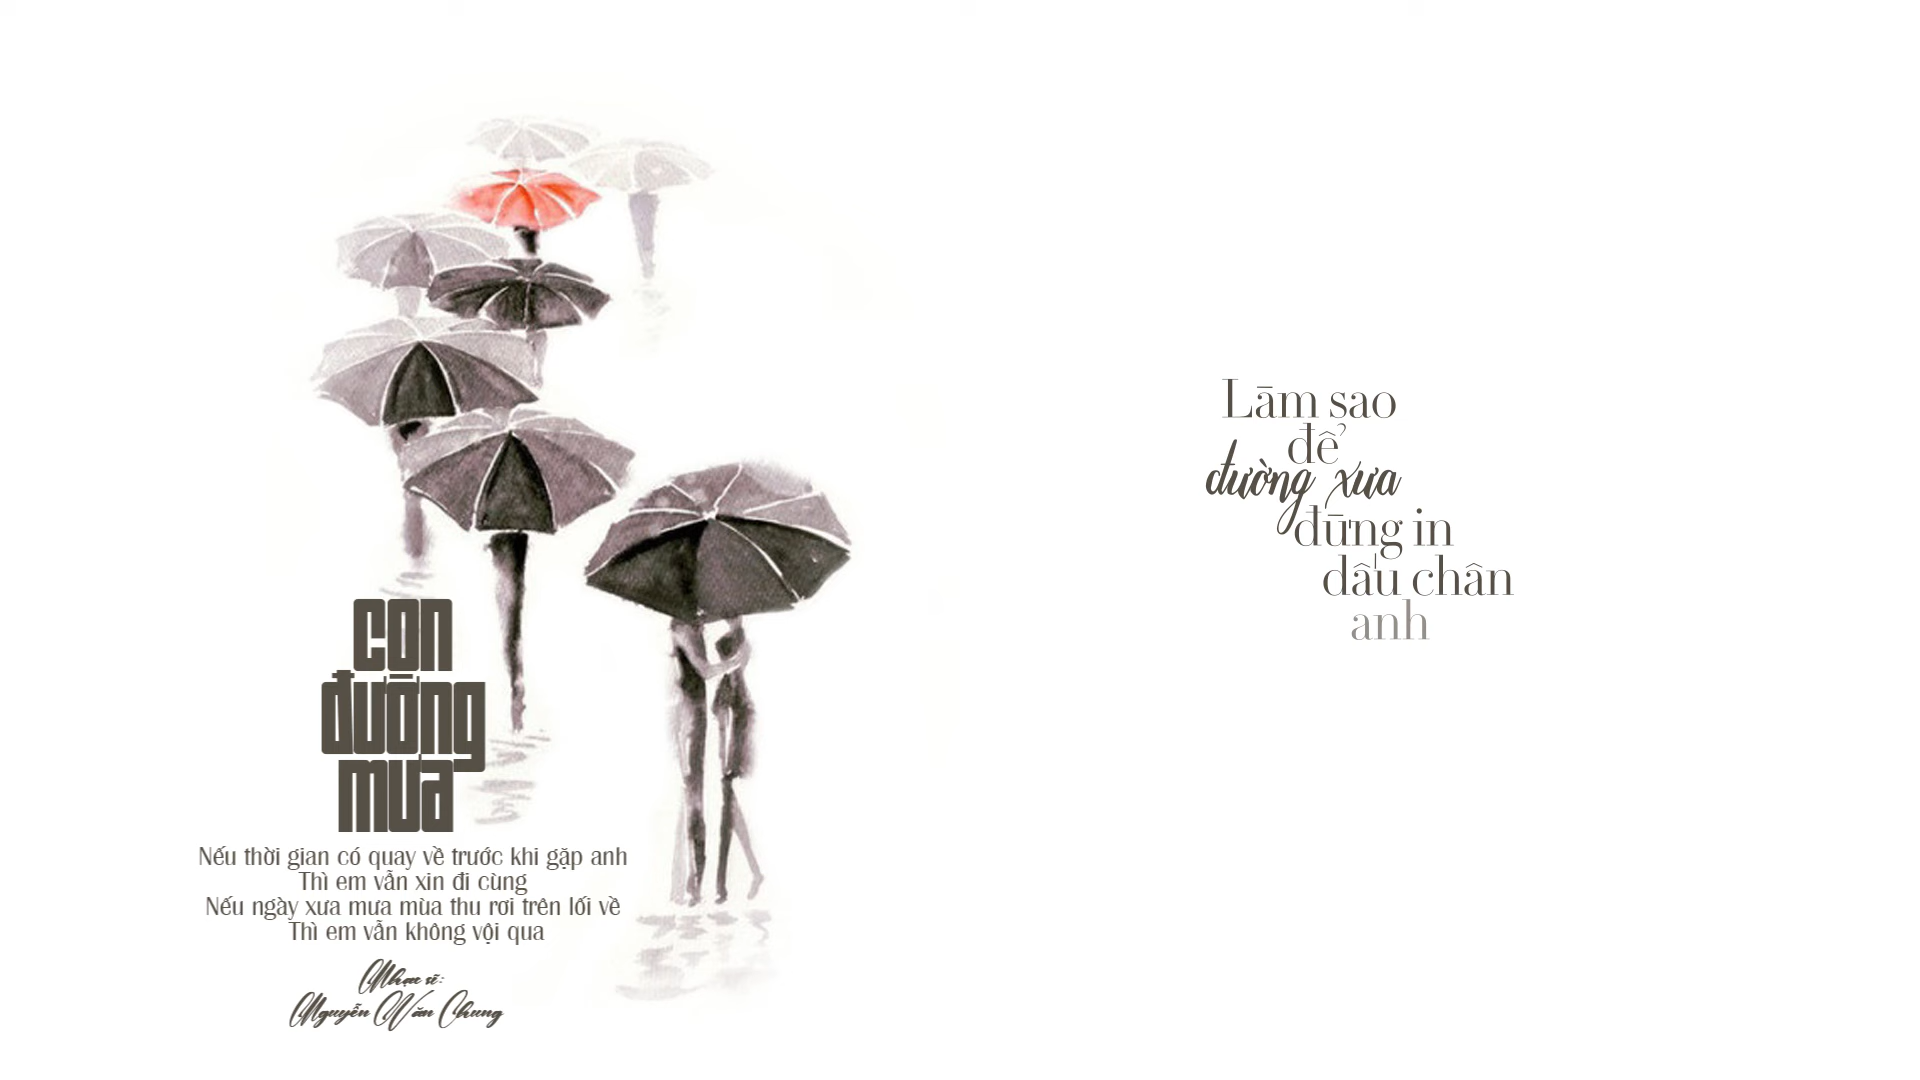 con
đường
mưa
Nếu thời gian có quay về trước khi gặp anh
Thì em vẫn xin đi cùng
Nếu ngày xưa mưa mùa thu rơi trên lối về
Thì em vẫn không vội qua
Nhạc sĩ:
Nguyễn Văn Chung
Làm sao
để
đường xưa
đừng in
dấu chân
anh